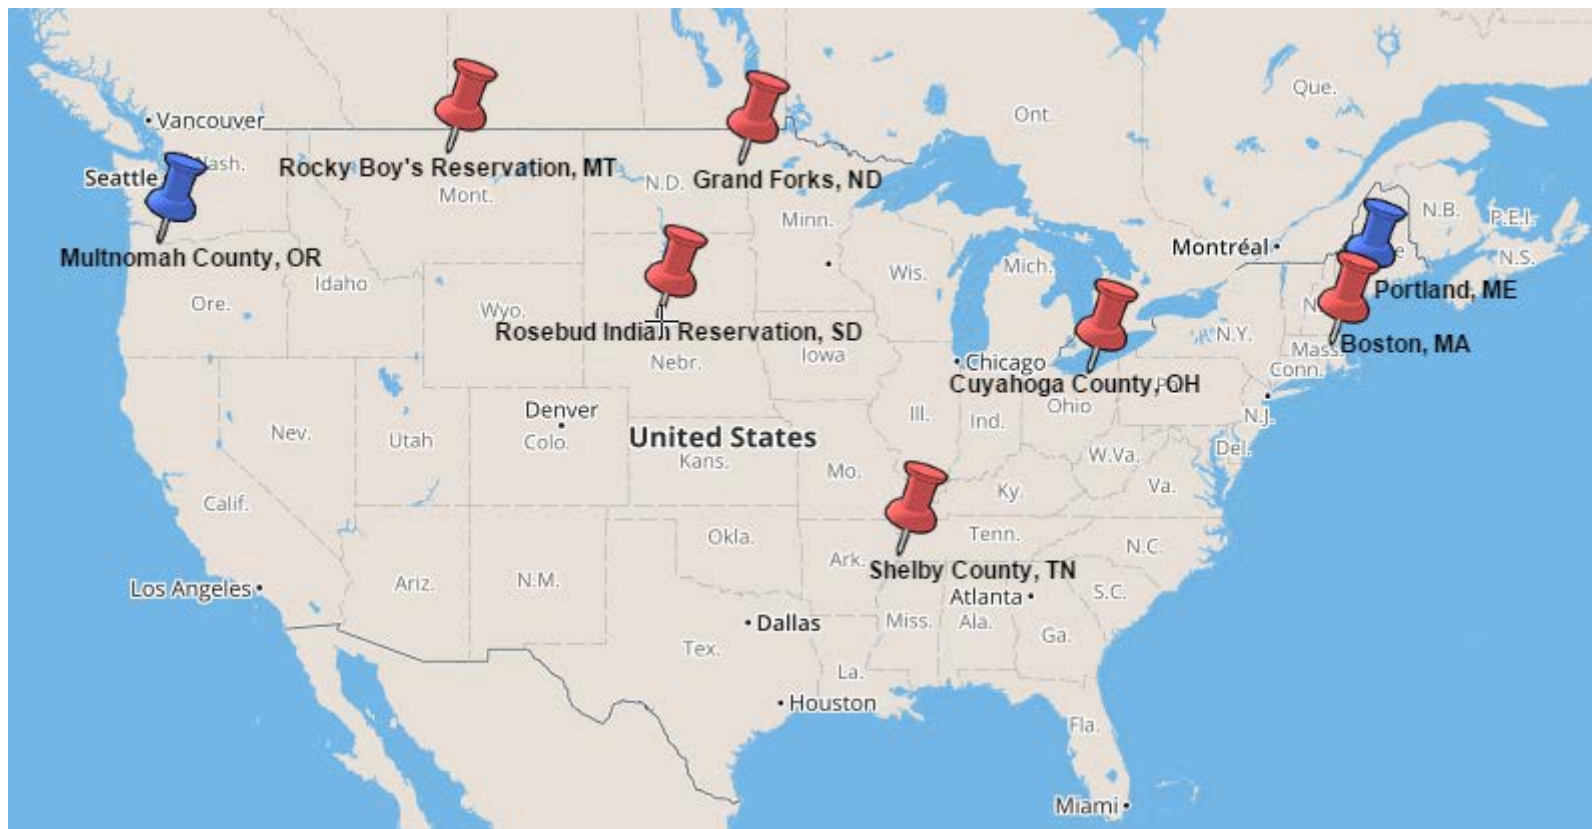 Que.
Ont.
Vancouver
Wash.
Seattle
Rocky Boy's Reservation, MT
Mont.
N.D.
Grand Forks, ND
Minn.
N.B.
P.E.I.
Montréal
N.S.
Multnomah County, OR
Ore.
Idaho
Wyo.
Wis.
Mich.
Portland, ME
Rosebud Indian Reservation, SD
Nebr.
Iowa
Chicago
N.Y.
Mass.
Boston, MA
Conn.
Cuyahoga County, OH
Ohio
N.J.
Denver
Colo.
Nev.
Utah
United States
Kans.
Mo.
Ill.
Ind.
W.Va.
Del.
Va.
Ky.
Calif.
Okla.
Ark.
Tenn.
N.C.
Shelby County, TN
Los Angeles
Ariz.
N.M.
Atlanta
S.C.
Dallas
Miss.
Ala.
Ga.
Tex.
La.
Houston
Fla.
Miami